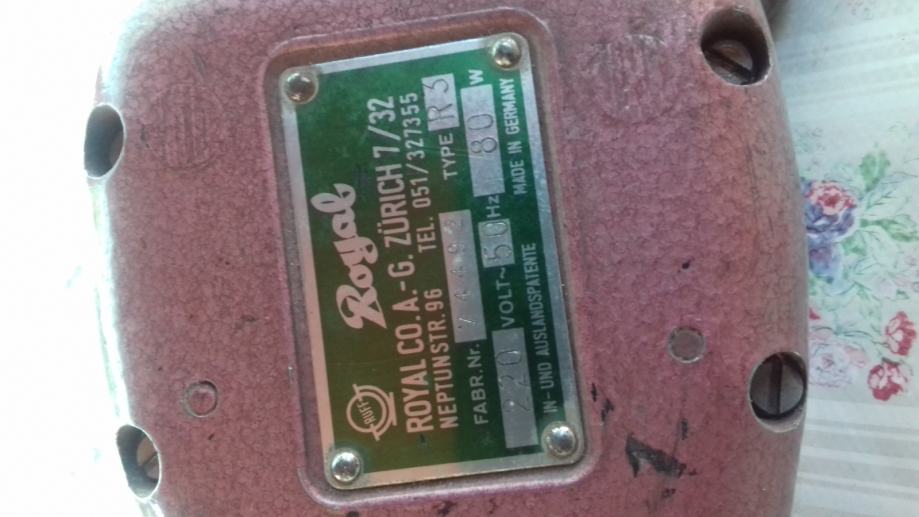 RUFF
Royal
ROYAL CO. A.-G. ZÜRICH 7/32
NEPTUNSTR. 96 TEL. 051/327355
FABR.Nr. TYPE R3
220 VOLT~ 50 Hz 80 W
IN- UND AUSLANDSPATENTE MADE IN GERMANY